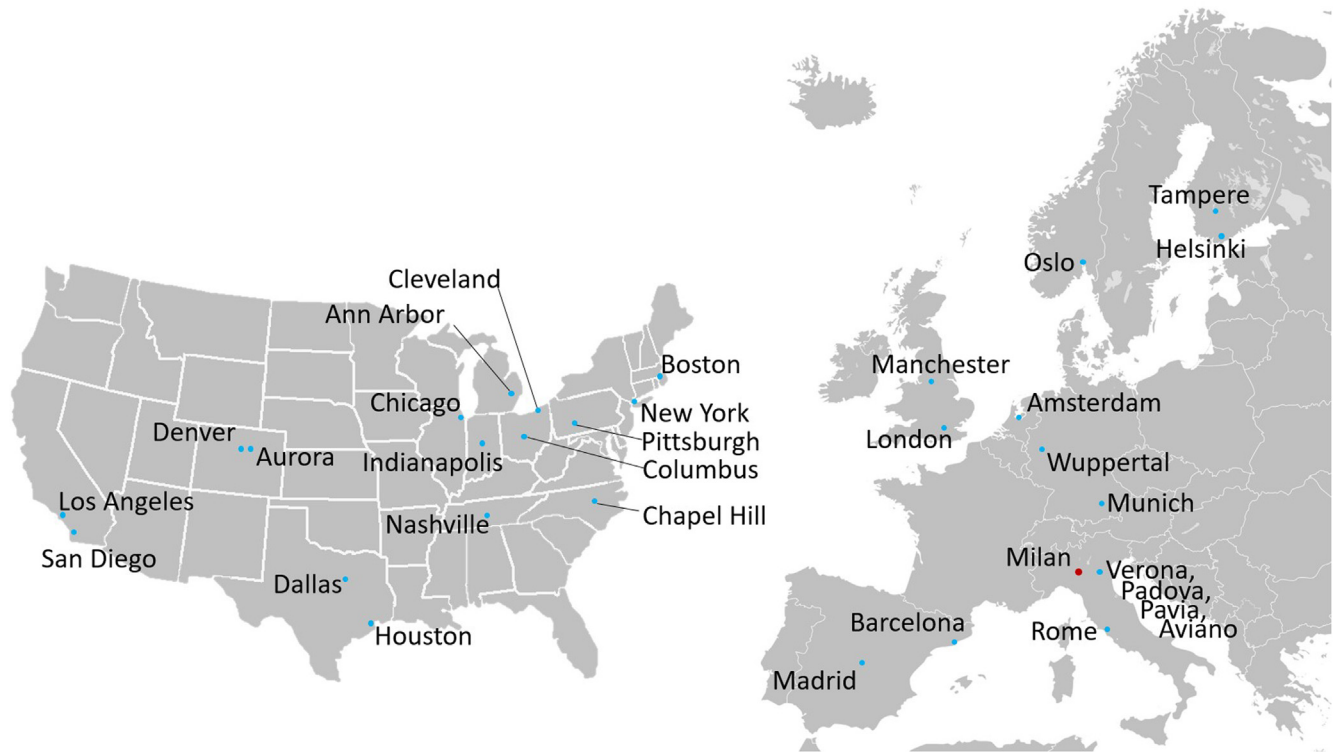 Cleveland
Ann Arbor
Boston
Chicago
New York
Denver
Pittsburgh
Aurora
Indianapolis
Columbus
Los Angeles
Nashville
Chapel Hill
San Diego
Dallas
Houston
Tampere
Helsinki
Oslo
Manchester
Amsterdam
London
Wuppertal
Munich
Milan
Verona,
Padova,
Pavia,
Aviano
Barcelona
Rome
Madrid